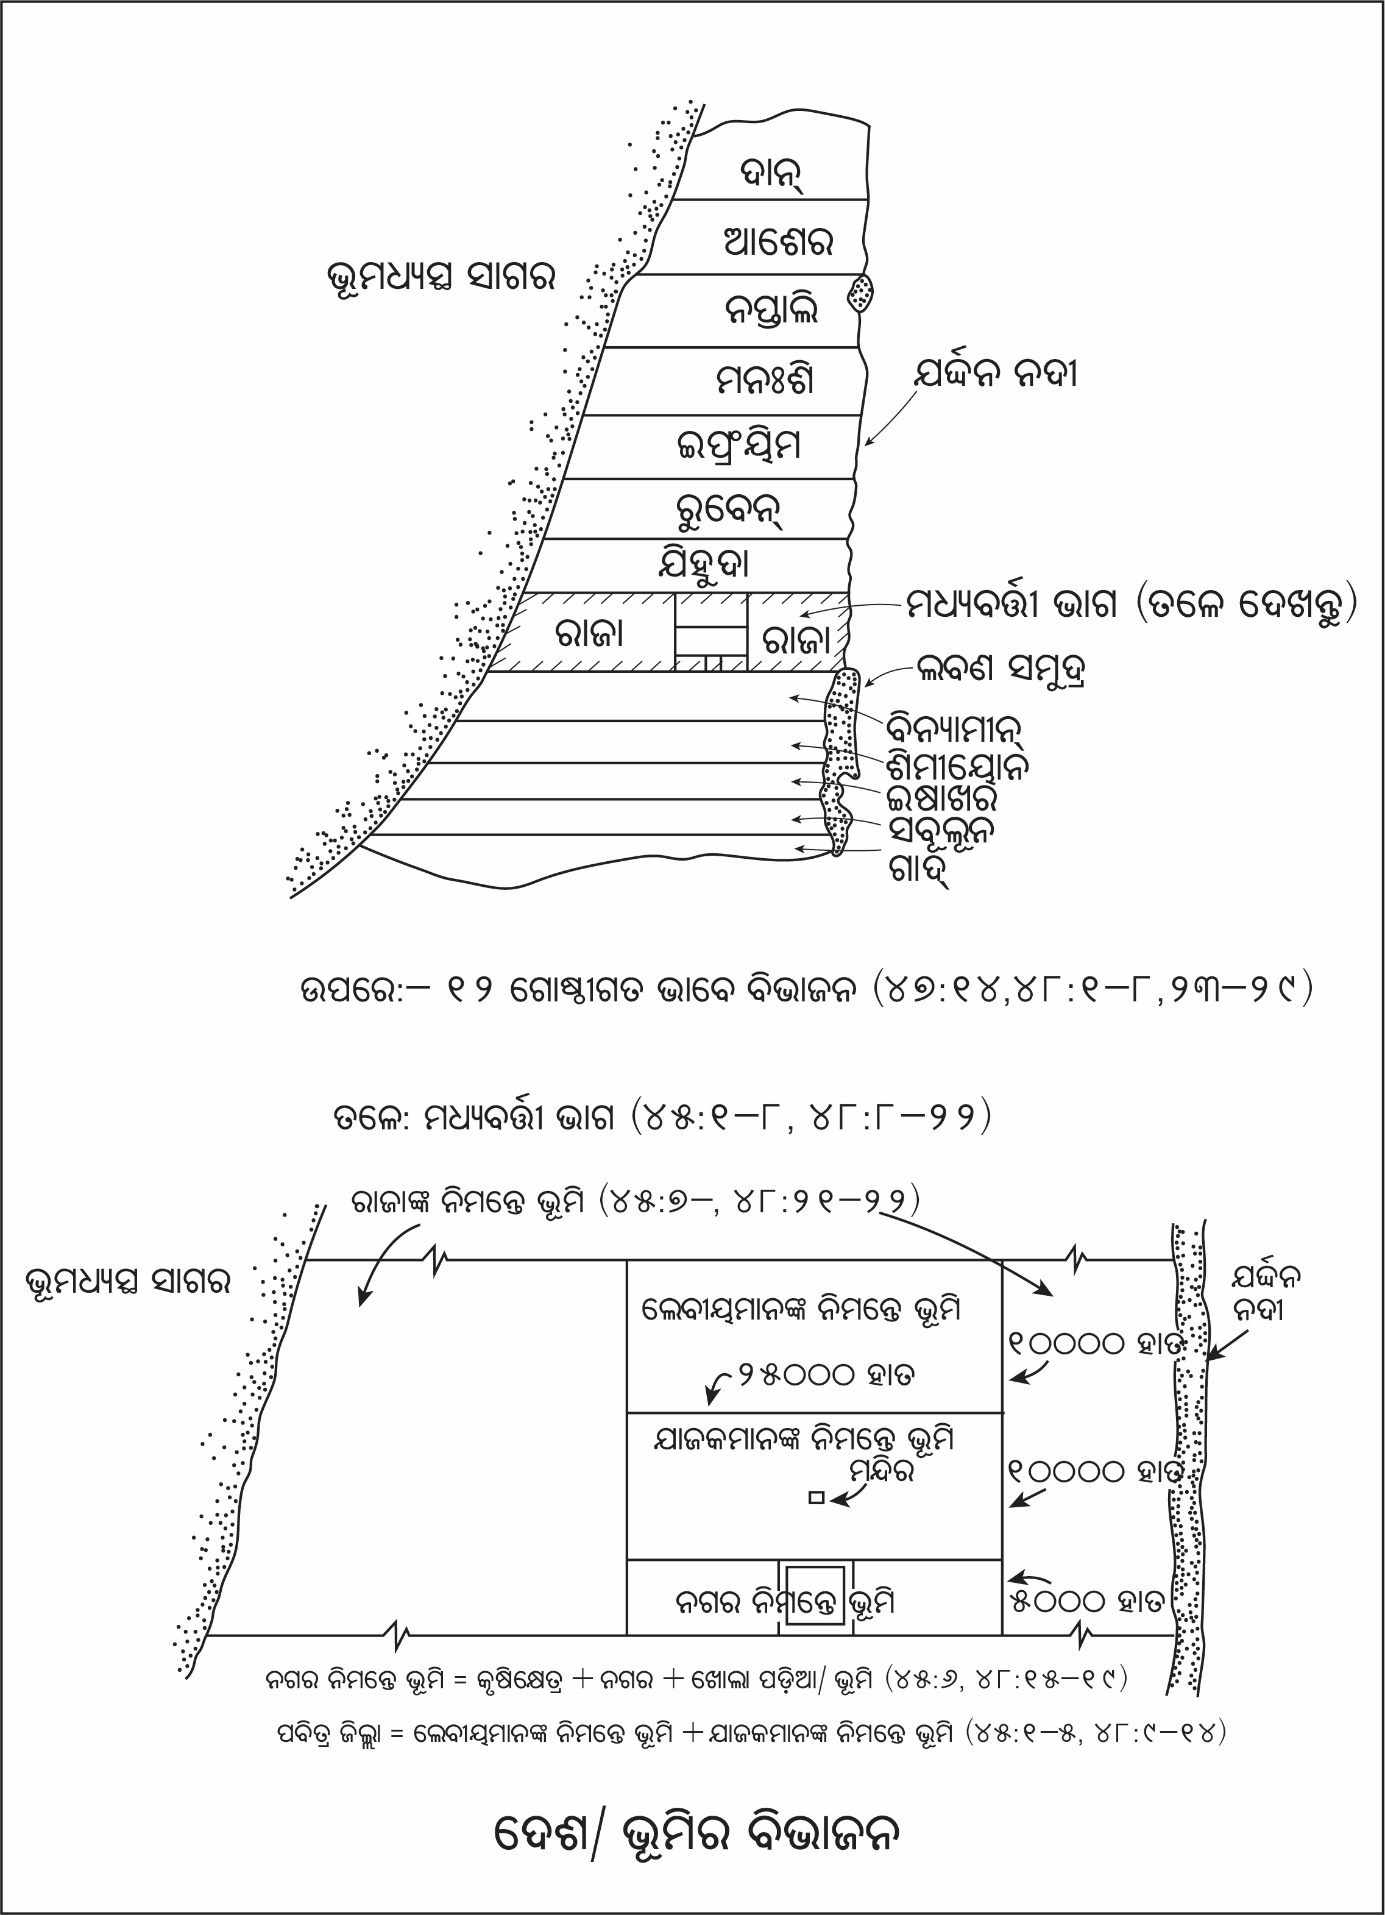 ଦାନ୍
ଆଶେର
ଭୂମଧ୍ୟସ୍ଥ ସାଗର
ନପ୍ତାଲି
ମନଃଶି
ଯର୍ଦ୍ଦନ ନଦୀ
ଇଫ୍ରଂୟିମ
ରୁବେନ୍
ଯିହୁଦା
ମଧ୍ୟବର୍ତ୍ତୀ ଭାଗ (ତଳେ ଦେଖନ୍ତୁ)
ରାଜା
ରାଜା
ଲବଣ ସମୁଦ୍ର
ବିନ୍ୟାମୀନ୍
ଶିମୀୟୋନ
ଇଷାଖର
ସବୂଲୂନ
ଗାଦ୍
ଉପରେ:– ୧୨ ଗୋଷ୍ଠୀଗତ ଭାବେ ବିଭାଜନ (୪୭:୧୪,୪୮:୧–୮,୨୩–୨୯)
ତଳେ: ମଧ୍ୟବର୍ତ୍ତୀ ଭାଗ (୪୫:୧–୮, ୪୮:୮–୨୨)
ରାଜାଙ୍କ ନିମନ୍ତେ ଭୂମି (୪୫:୭–, ୪୮:୨୧–୨୨)
ଭୂମଧ୍ୟସ୍ଥ ସାଗର
ଯର୍ଦ୍ଦନ
ନଦୀ
ଲେବୀୟମାନଙ୍କ ନିମନ୍ତେ ଭୂମି
୧୦୦୦୦ ହାତ
୨୫୦୦୦ ହାତ
ଯାଜକମାନଙ୍କ ନିମନ୍ତେ ଭୂମି
ମନ୍ଦିର
୧୦୦୦୦ ହାତ
ନଗର ନିମନ୍ତେ ଭୂମି
୫୦୦୦ ହାତ
ନଗର ନିମନ୍ତେ ଭୂମି = କୃଷିକ୍ଷେତ୍ର +ନଗର +ଖୋଲା ପଡ଼ିଆ/ ଭୂମି (୪୫:୬, ୪୮:୧୫–୧୯)
ପବିତ୍ର ଜିଲ୍ଲା = ଲେବୀୟମାନଙ୍କ ନିମନ୍ତେ ଭୂମି +ଯାଜକମାନଙ୍କ ନିମନ୍ତେ ଭୂମି (୪୫:୧–୫, ୪୮:୯–୧୪)
ଦେଶ/ ଭୂମିର ବିଭାଜନ